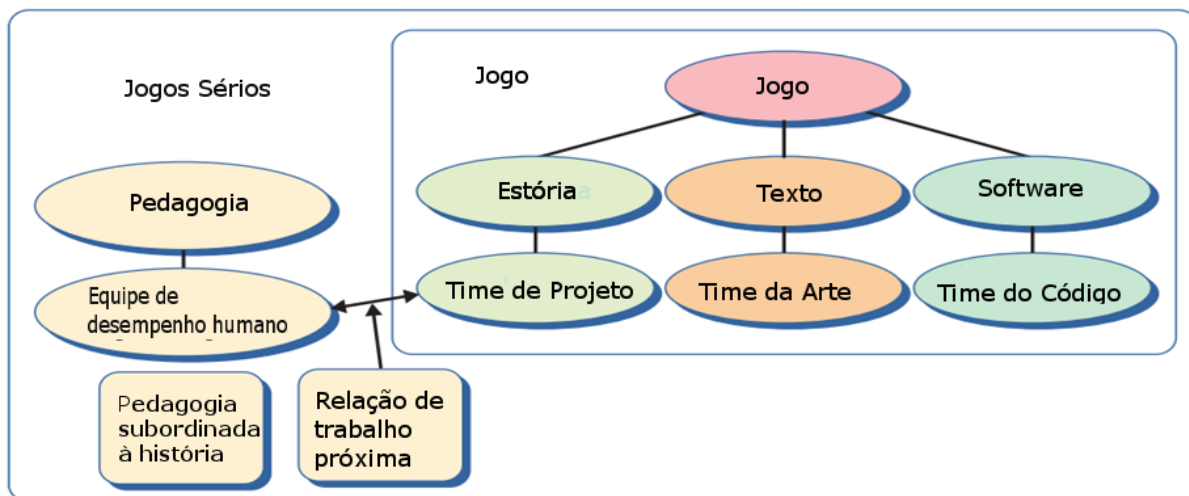 Jogos Sérios
Jogo
Jogo
Pedagogia
Estória
Texto
Software
Equipe de
desempenho humano
Time de Projeto
Time da Arte
Time do Código
Pedagogia
subordinada
à história
Relação de
trabalho
próxima